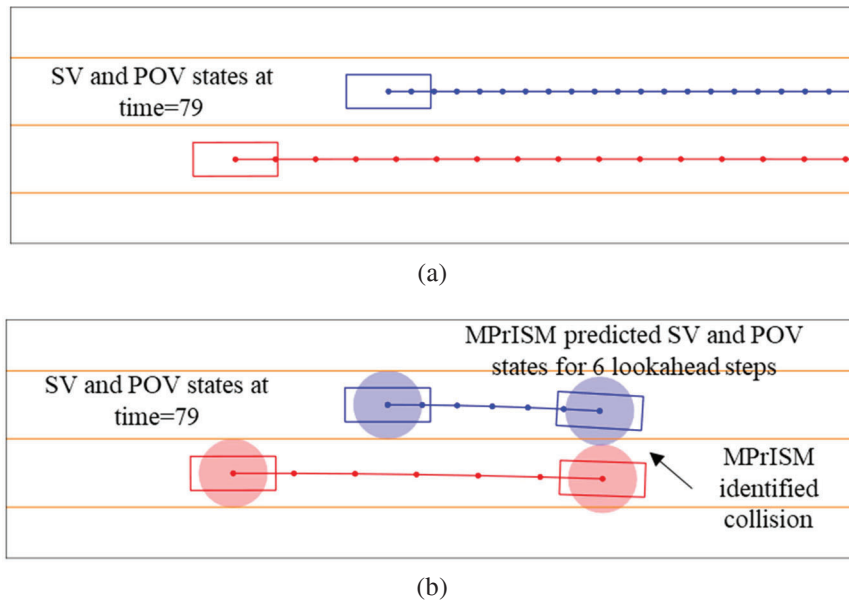 SV and POV states at
time=79
(a)
MPrISM predicted SV and POV
states for 6 lookahead steps
SV and POV states at
time=79
MPrISM
identified
collision
(b)